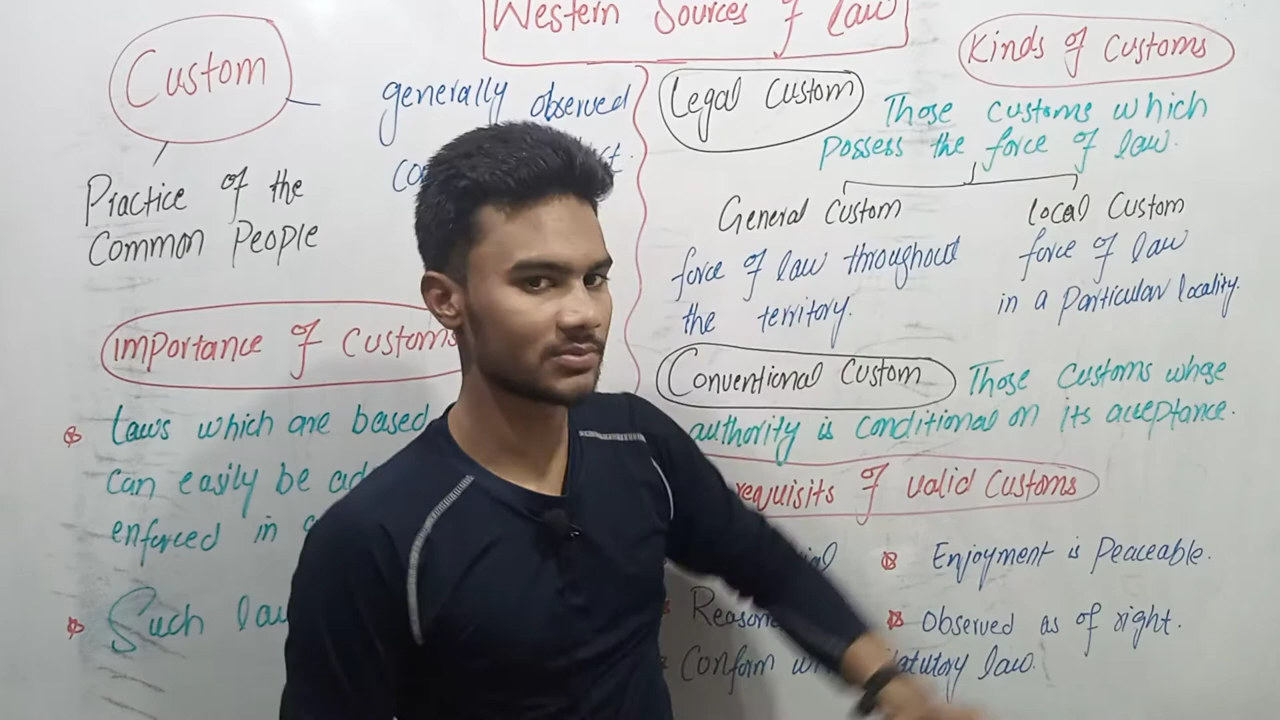 Western Sources of law
Custom
generally observed
Practice of the
Common People
Importance of Customs
Laws which are based
can easily be
enforced in
Such
Kinds of Customs
Legal Custom
Those customs which
Possess the force of law.
General Custom
force of law throughout
the territory.
Local Custom
force of law
in a Particular locality.
Conventional Custom
Those Customs whose
authority is conditional on its acceptance.
requisits of valid Customs
Enjoyment is Peaceable.
Observed as of right.
Conform
law.